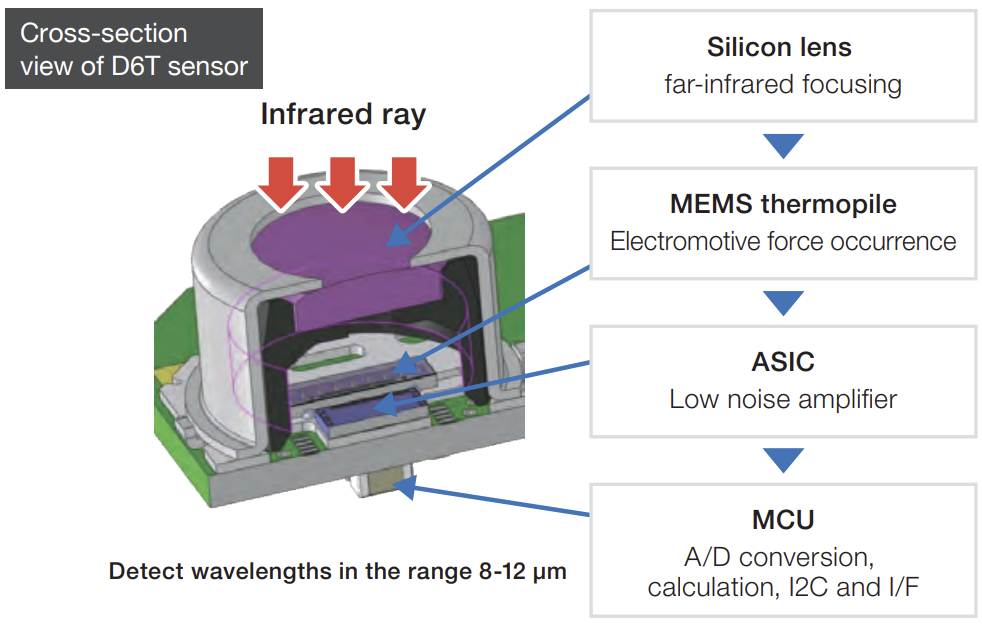 Cross-section
view of D6T sensor
Infrared ray
Silicon lens
far-infrared focusing
MEMS thermopile
Electromotive force occurrence
ASIC
Low noise amplifier
MCU
A/D conversion,
calculation, I2C and I/F
Detect wavelengths in the range 8-12 μm